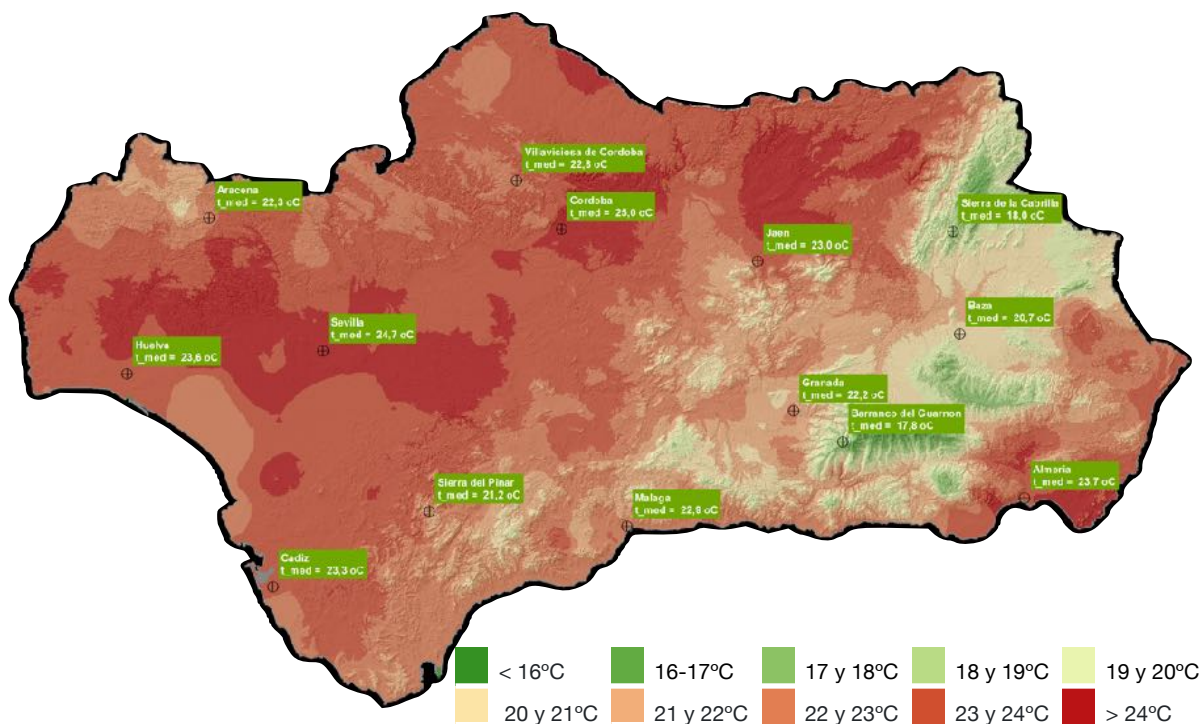 Villaviciosa de Cordoba
t_med = 22,8 oC
Aracena
t_med = 22,3 oC
Cordoba
t_med = 25,0 oC
Sierra de la Cabrilla
t_med = 18,0 oC
Jaen
t_med = 23,0 oC
Baza
t_med = 20,7 oC
Sevilla
t_med = 24,7 oC
Huelva
t_med = 23,6 oC
Granada
t_med = 22,2 oC
Barranco del Guarnon
t_med = 17,8 oC
Almeria
t_med = 23,7 oC
Sierra del Pinar
t_med = 21,2 oC
Malaga
t_med = 22,8 oC
Cadiz
t_med = 23,3 oC
< 16ºC 16-17ºC 17 y 18ºC 18 y 19ºC 19 y 20ºC
20 y 21ºC 21 y 22ºC 22 y 23ºC 23 y 24ºC > 24ºC